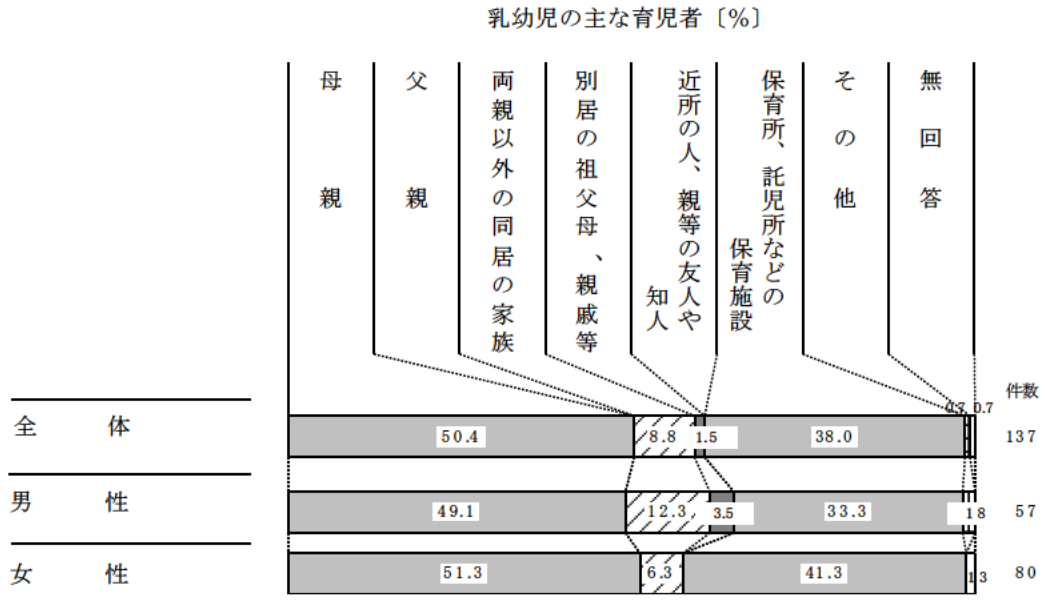 乳幼児の主な育児者〔%〕
母親
父親
両親以外の同居の家族
別居の祖父母、親戚等
近所の人、親等の友人や
知人
保育所、託児所などの
保育施設
その他
無回答
件数
0.7 0.7
全体 50.4 8.8 1.5 38.0 137
男性 49.1 12.3 3.5 33.3 1 8 57
女性 51.3 6.3 41.3 1 3 80